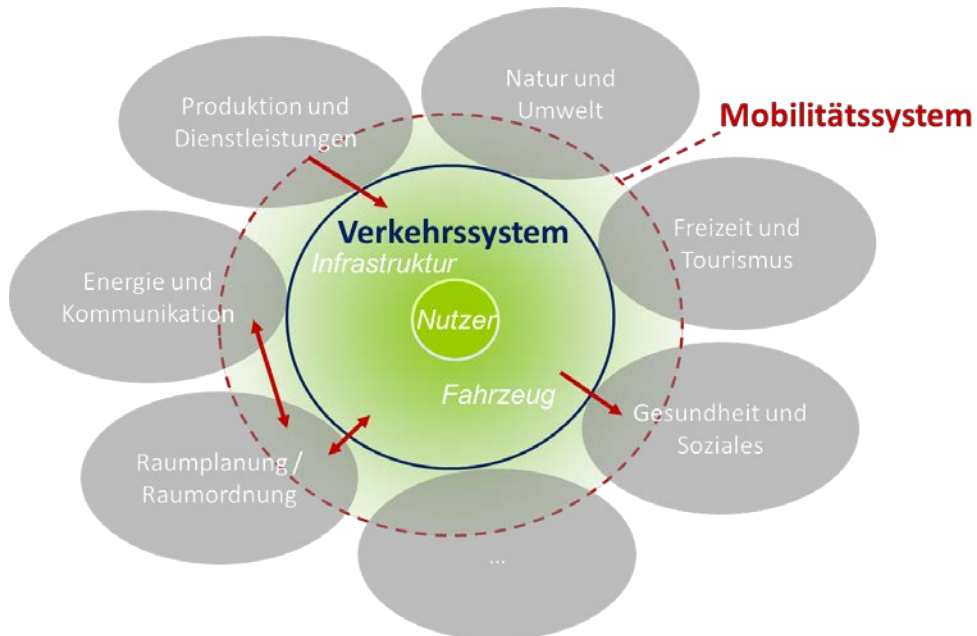 Natur und
Umwelt
Produktion und
Dienstleistungen
Mobilitätssystem
Freizeit und
Tourismus
Verkehrssystem
Infrastruktur
Energie und
Kommunikation
Nutzer
Fahrzeug
Gesundheit und
Soziales
Raumplanung /
Raumordnung
...